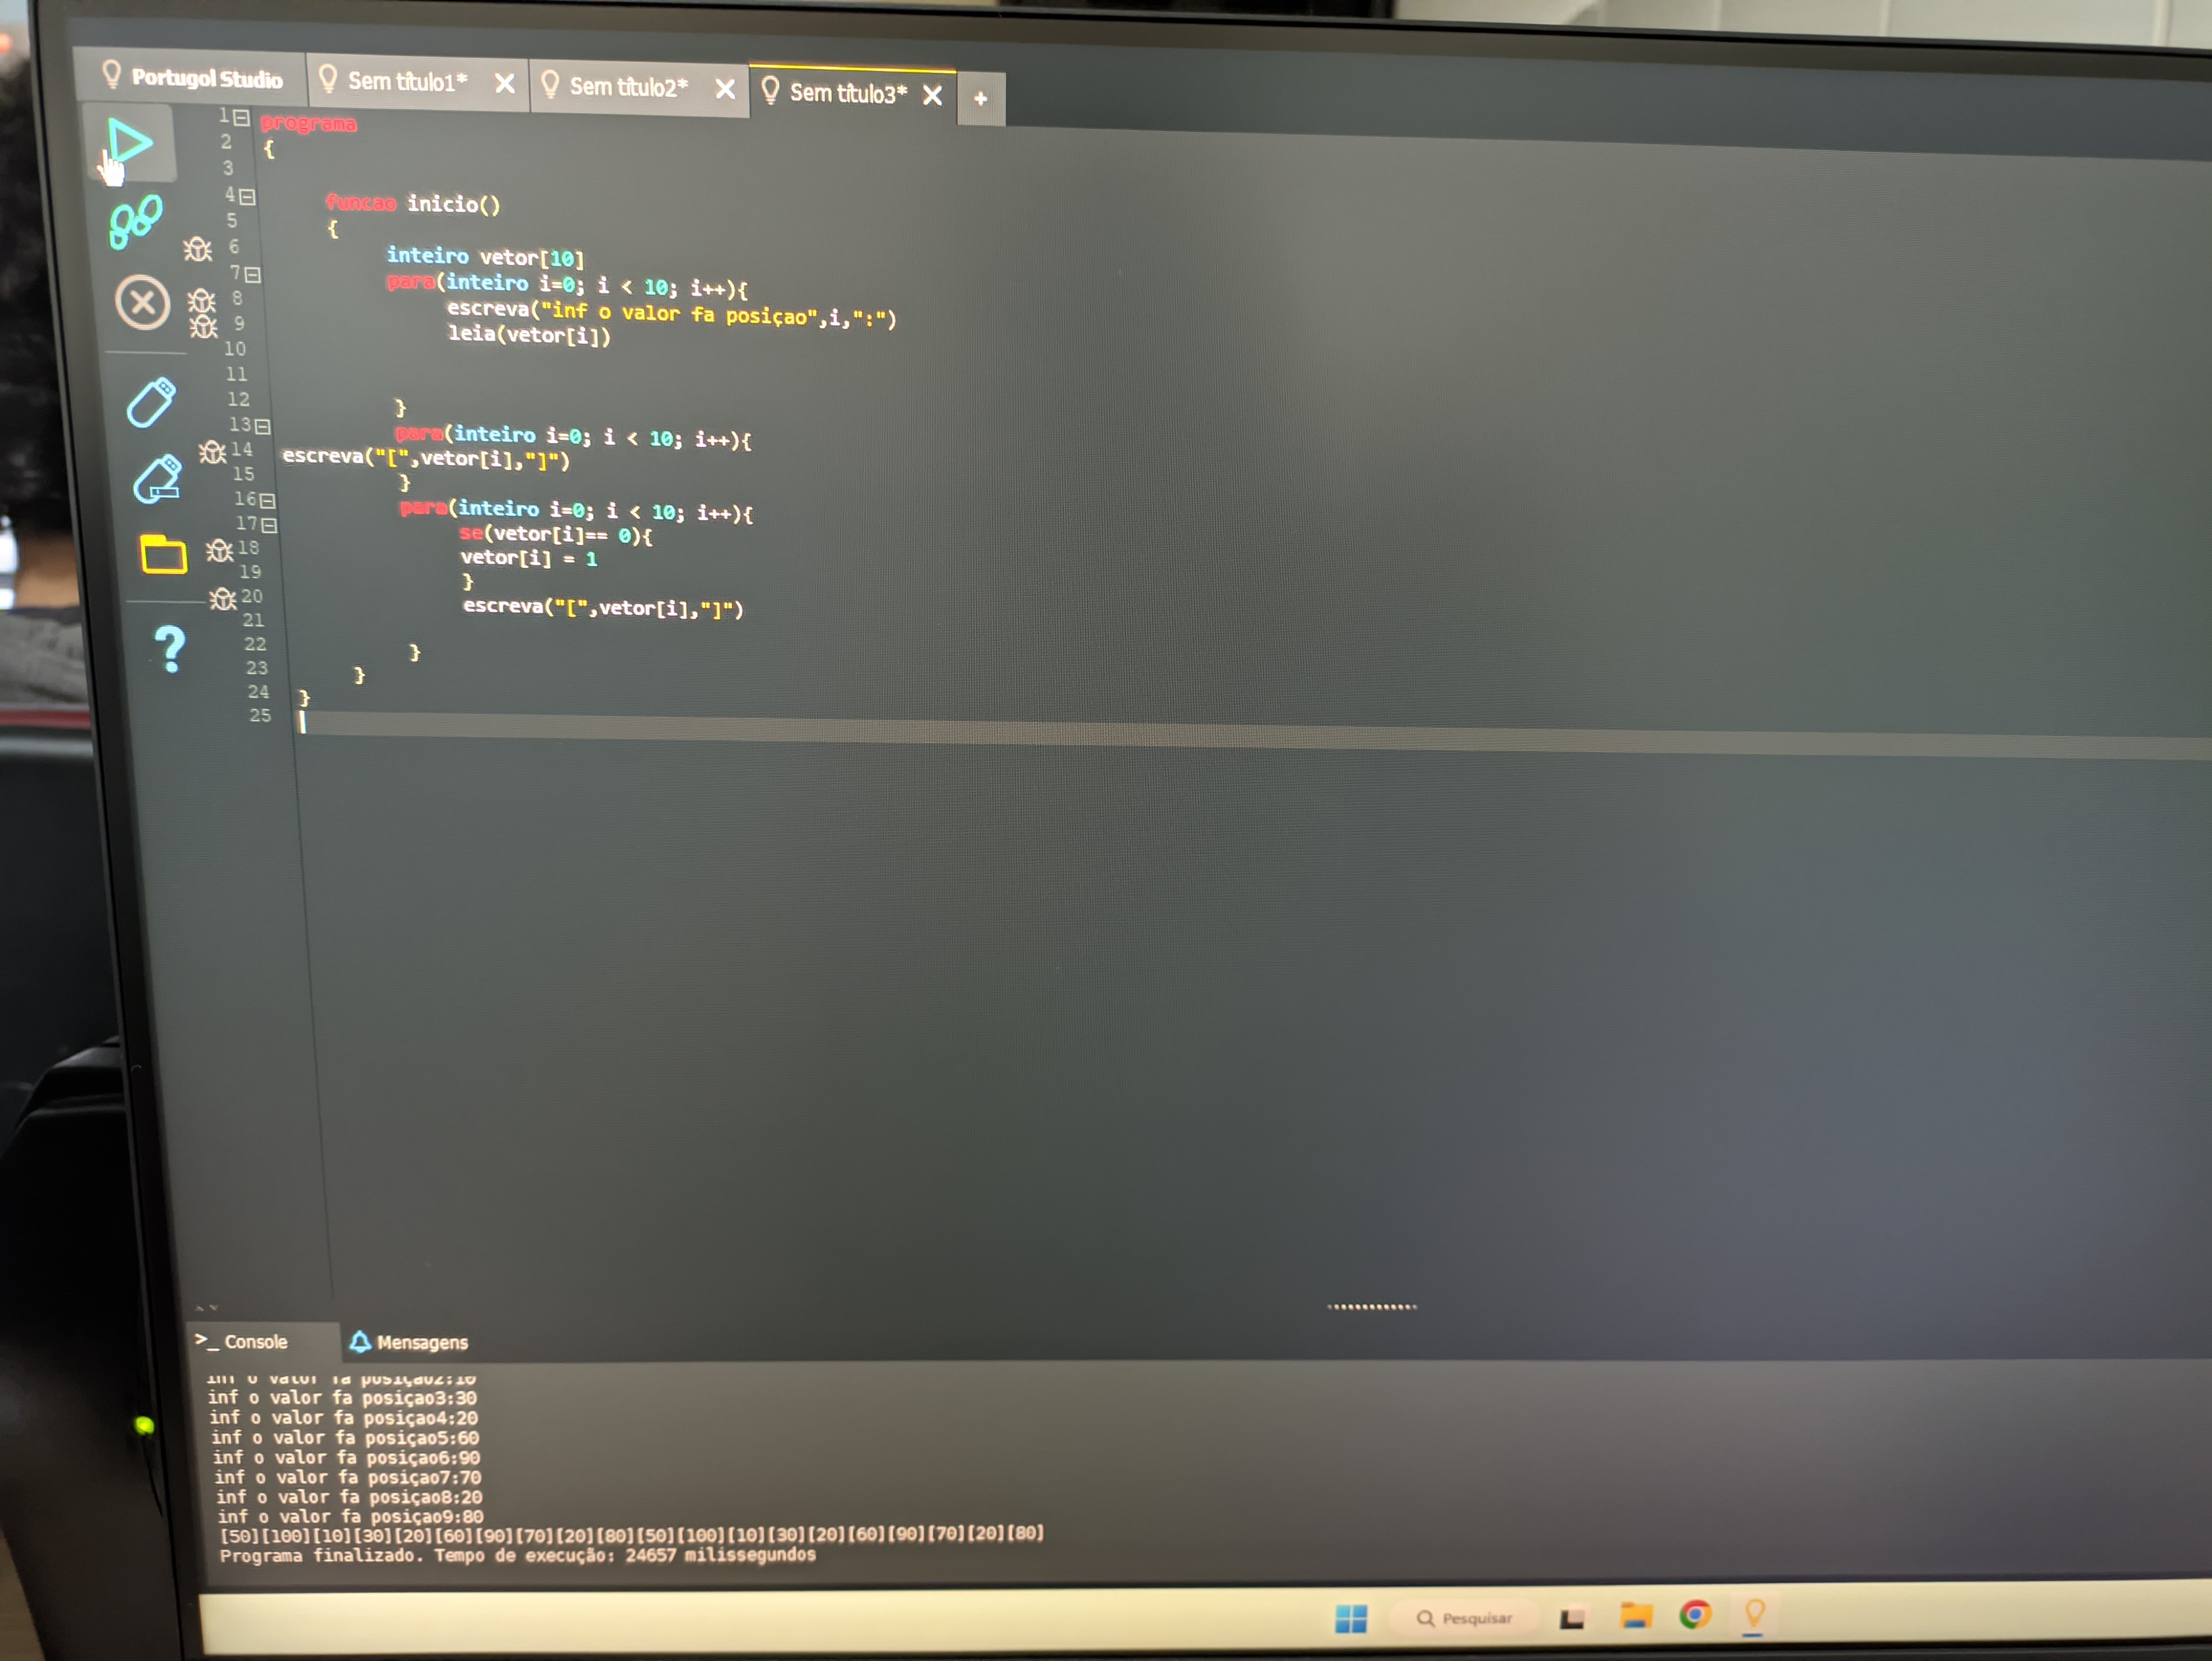 Portugol Studio Sem título1* Sem título2* Sem título3* +
1 programa
2 {
3
4 funcao inicio()
5 {
6 inteiro vetor[10]
7 para(inteiro i=0; i < 10; i++){
8 escreva("inf o valor fa posiçao",i,":")
9 leia(vetor[i])
10
11
12 }
13 para(inteiro i=0; i < 10; i++){
14 escreva("[",vetor[i],"]")
15 }
16 para(inteiro i=0; i < 10; i++){
17 se(vetor[i]== 0){
18 vetor[i] = 1
19 }
20 escreva("[",vetor[i],"]")
21
22 }
23 }
24 }
25
>_ Console Mensagens
inf o valor fa posiçao2:10
inf o valor fa posiçao3:30
inf o valor fa posiçao4:20
inf o valor fa posiçao5:60
inf o valor fa posiçao6:90
inf o valor fa posiçao7:70
inf o valor fa posiçao8:20
inf o valor fa posiçao9:80
[50][100][10][30][20][60][90][70][20][80][50][100][10][30][20][60][90][70][20][80]
Programa finalizado. Tempo de execução: 24657 milissegundos
Pesquisar